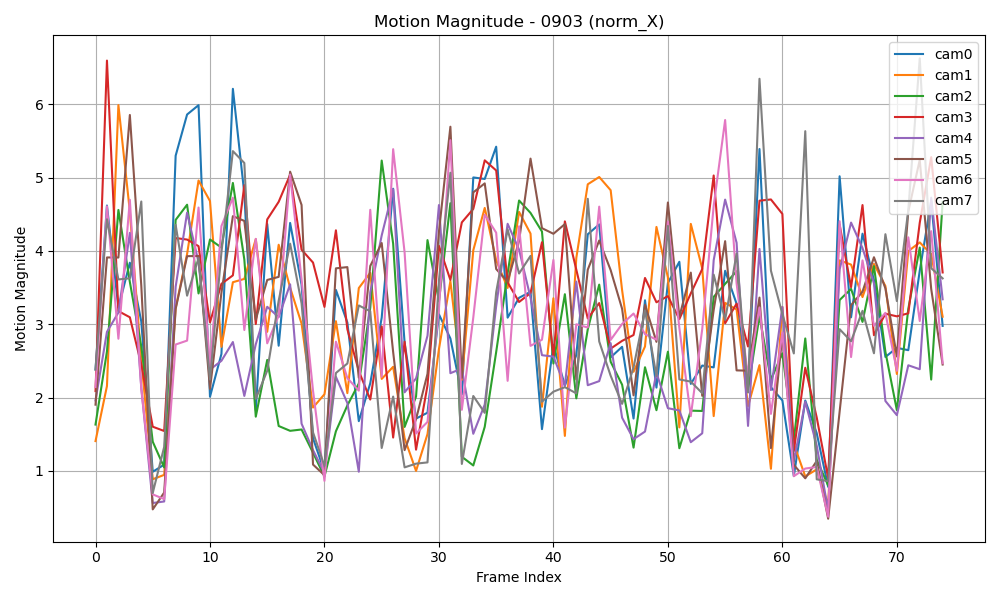 Motion Magnitude - 0903 (norm_X)
Motion Magnitude
6
5
4
3
2
1
0
10
20
30
40
50
60
70
Frame Index
cam0
cam1
cam2
cam3
cam4
cam5
cam6
cam7